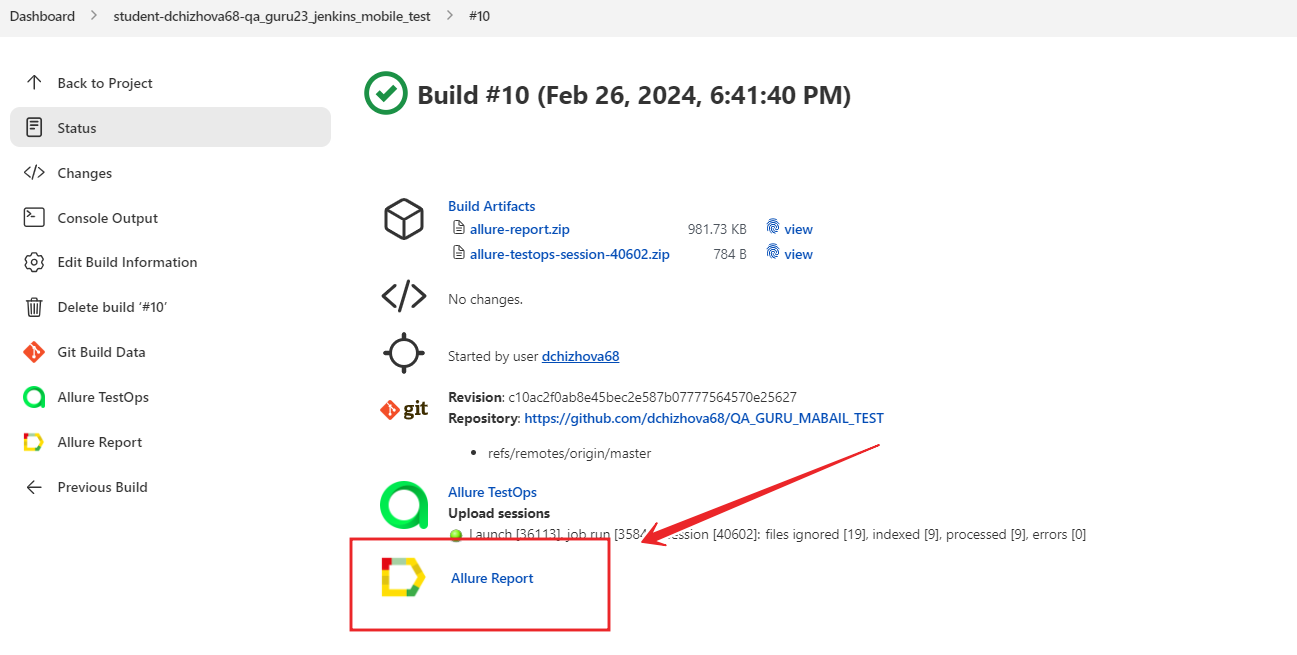 Dashboard > student-dchizhova68-qa_guru23_jenkins_mobile_test > #10
Back to Project
Status
Changes
Console Output
Edit Build Information
Delete build ‘#10’
Git Build Data
Allure TestOps
Allure Report
Previous Build
Build #10 (Feb 26, 2024, 6:41:40 PM)
Build Artifacts
allure-report.zip 981.73 KB view
allure-testops-session-40602.zip 784 B view
No changes.
Started by user dchizhova68
git
Revision: c10ac2f0ab8e45bec2e587b07777564570e25627
Repository: https://github.com/dchizhova68/QA_GURU_MABAIL_TEST
• refs/remotes/origin/master
Allure TestOps
Upload sessions
Launch [36113], job run [3584 session [40602]: files ignored [19], indexed [9], processed [9], errors [0]
Allure Report